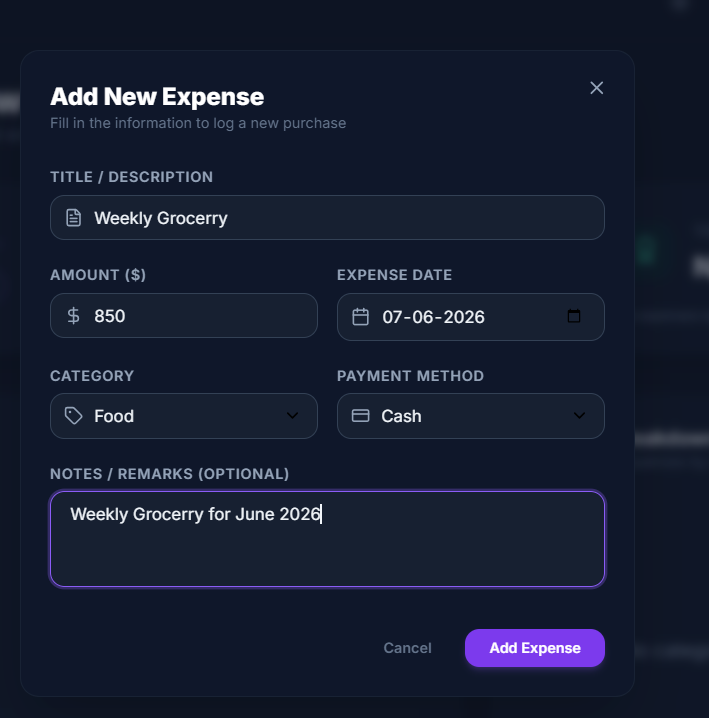 Add New Expense
Fill in the information to log a new purchase
TITLE / DESCRIPTION
Weekly Grocerry
AMOUNT ($)
EXPENSE DATE
850
07-06-2026
CATEGORY
PAYMENT METHOD
Food
Cash
NOTES / REMARKS (OPTIONAL)
Weekly Grocerry for June 2026
Cancel
Add Expense